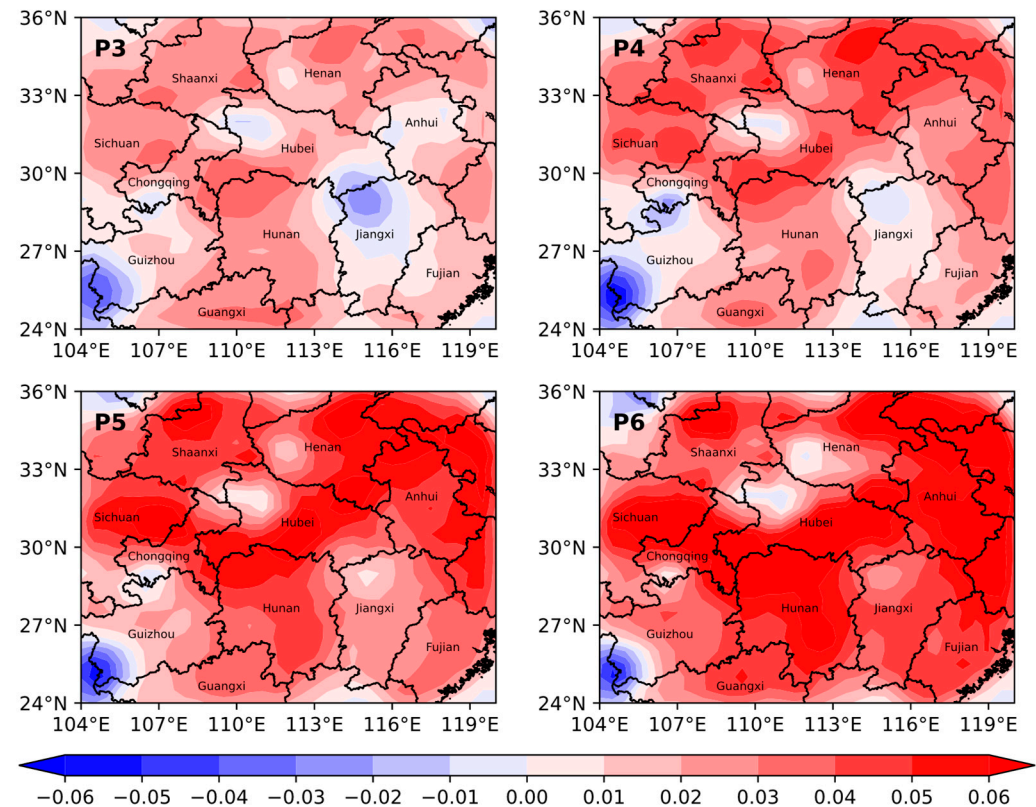 36°N 36°N
P3 P4
Shaanxi Henan Shaanxi Henan
33°N 33°N
Anhui Anhui
Sichuan Hubei Sichuan Hubei
30°N 30°N
Chongqing Chongqing
Hunan Jiangxi Hunan Jiangxi
27°N 27°N
Guizhou Fujian Guizhou Fujian
Guangxi Guangxi
24°N 24°N
104°E 107°E 110°E 113°E 116°E 119°E 104°E 107°E 110°E 113°E 116°E 119°E
36°N 36°N
P5 P6
Shaanxi Henan Shaanxi Henan
33°N 33°N
Anhui Anhui
Sichuan Hubei Sichuan Hubei
30°N 30°N
Chongqing Chongqing
Hunan Jiangxi Hunan Jiangxi
27°N 27°N
Guizhou Fujian Guizhou Fujian
Guangxi Guangxi
24°N 24°N
104°E 107°E 110°E 113°E 116°E 119°E 104°E 107°E 110°E 113°E 116°E 119°E
−0.06 −0.05 −0.04 −0.03 −0.02 −0.01 0.00 0.01 0.02 0.03 0.04 0.05 0.06